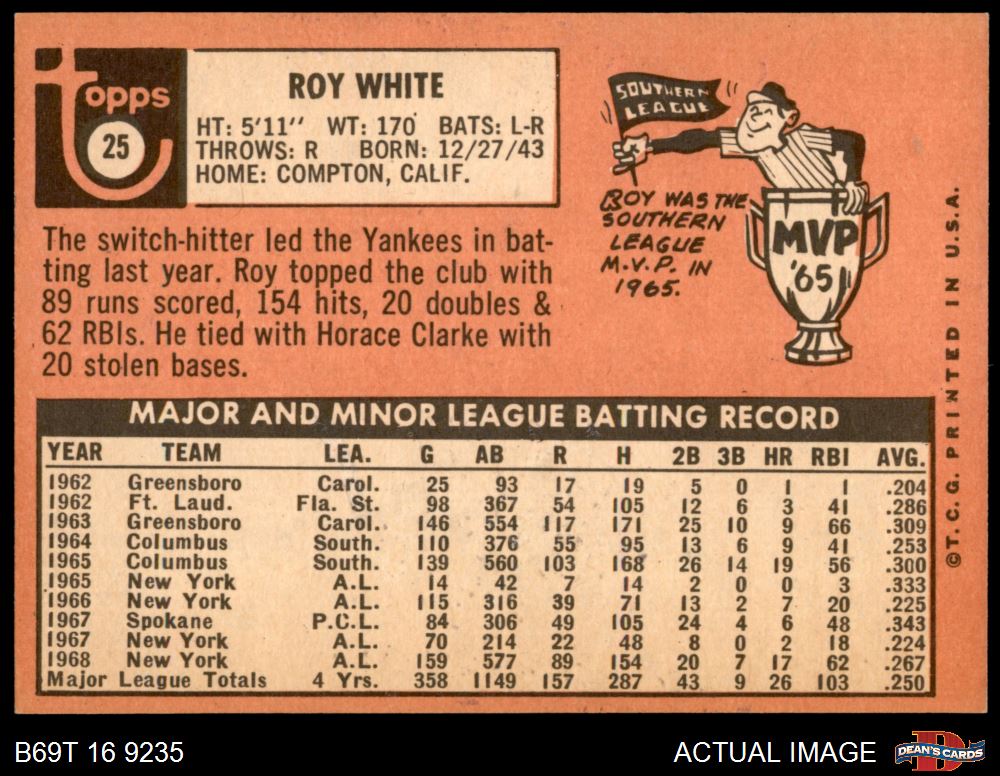 topps
25
ROY WHITE
HT: 5'11" WT: 170 BATS: L-R
THROWS: R BORN: 12/27/43
HOME: COMPTON, CALIF.
The switch-hitter led the Yankees in bat-
ting last year. Roy topped the club with
89 runs scored, 154 hits, 20 doubles &
62 RBIs. He tied with Horace Clarke with
20 stolen bases.
SOUTHERN
LEAGUE
ROY WAS THE
SOUTHERN
LEAGUE
M.V.P. IN
1965.
MVP
'65
©T. C. G. PRINTED IN U.S.A.
MAJOR AND MINOR LEAGUE BATTING RECORD
YEAR TEAM LEA. G AB R H 2B 3B HR RBI AVG.
1962 Greensboro Carol. 25 93 17 19 5 0 1 1 .204
1962 Ft. Laud. Fla. St. 98 367 54 105 12 6 3 41 .286
1963 Greensboro Carol. 146 554 117 171 25 10 9 66 .309
1964 Columbus South. 110 376 55 95 13 6 9 41 .253
1965 Columbus South. 139 560 103 168 26 14 19 56 .300
1965 New York A.L. 14 42 7 14 2 0 0 3 .333
1966 New York A.L. 115 316 39 71 13 2 7 20 .225
1967 Spokane P.C.L. 84 306 49 105 24 4 6 48 .343
1967 New York A.L. 70 214 22 48 8 0 2 18 .224
1968 New York A.L. 159 577 89 154 20 7 17 62 .267
Major League Totals 4 Yrs. 358 1149 157 287 43 9 26 103 .250
B69T 16 9235
ACTUAL IMAGE
DEAN'S CARDS